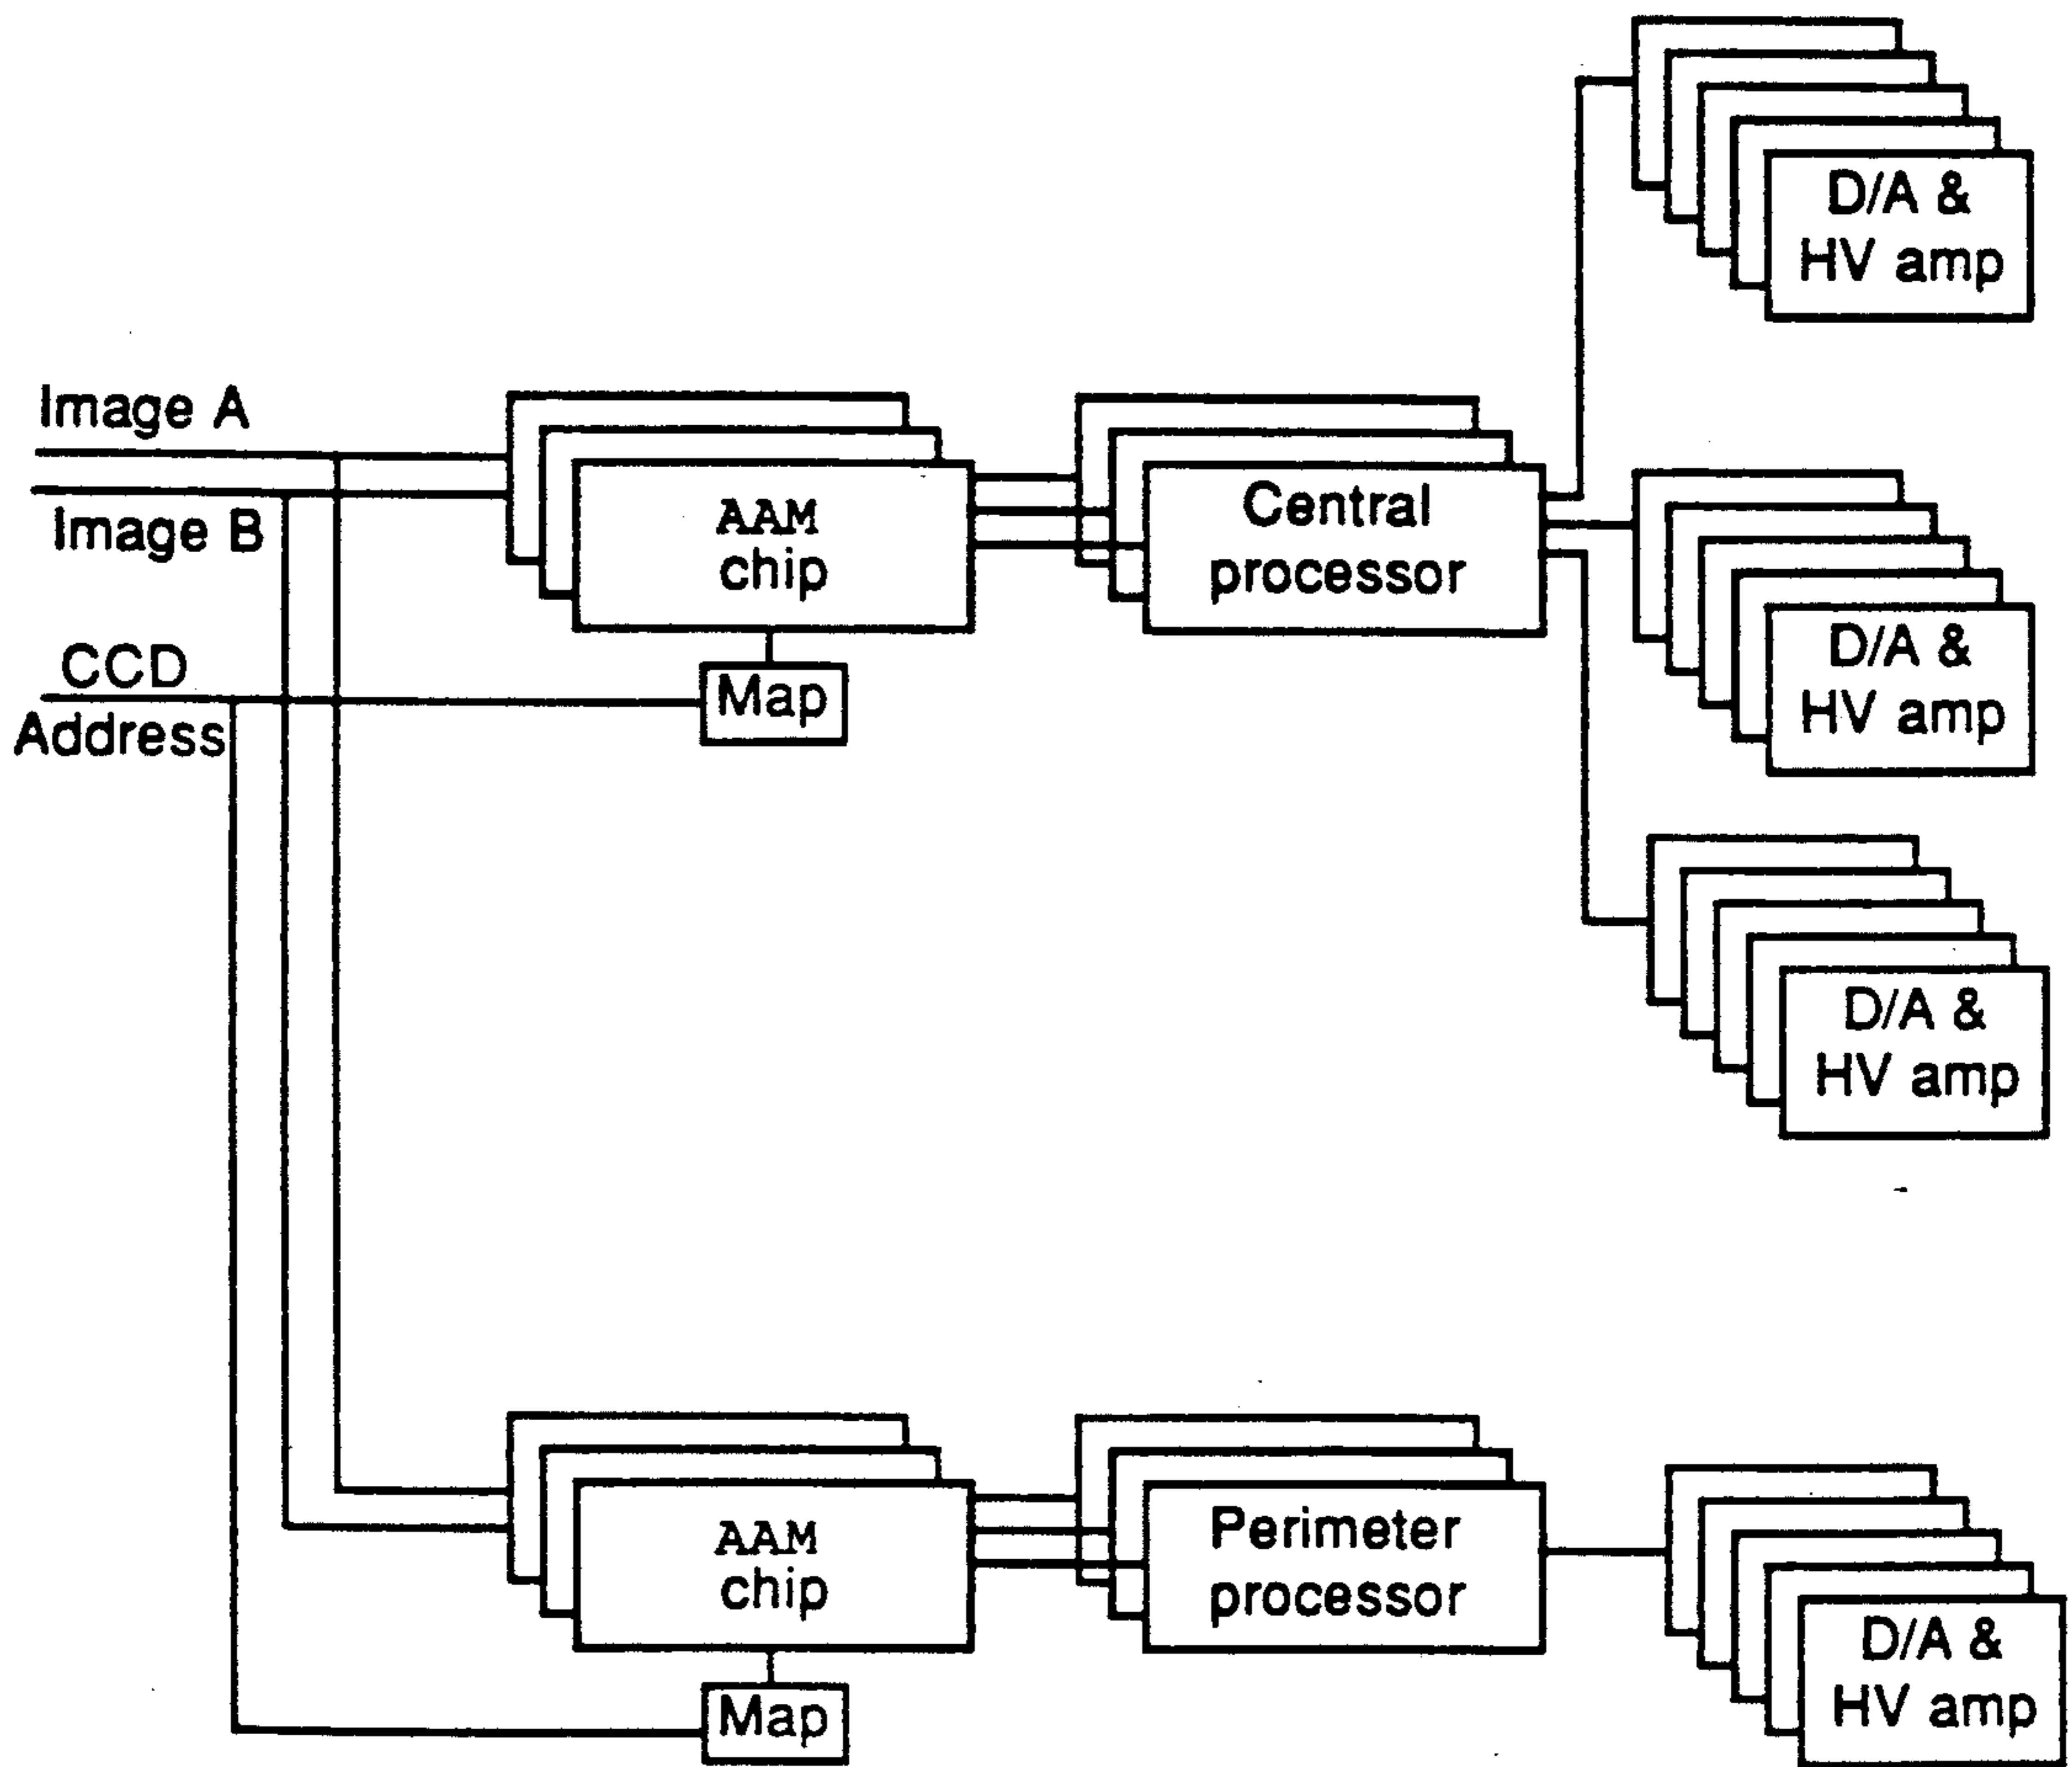 D/A &
HV amp
Image A
Image B
AAM
chip
Central
processor
D/A &
HV amp
CCD
Address
Map
D/A &
HV amp
AAM
chip
Perimeter
processor
D/A &
HV amp
Map